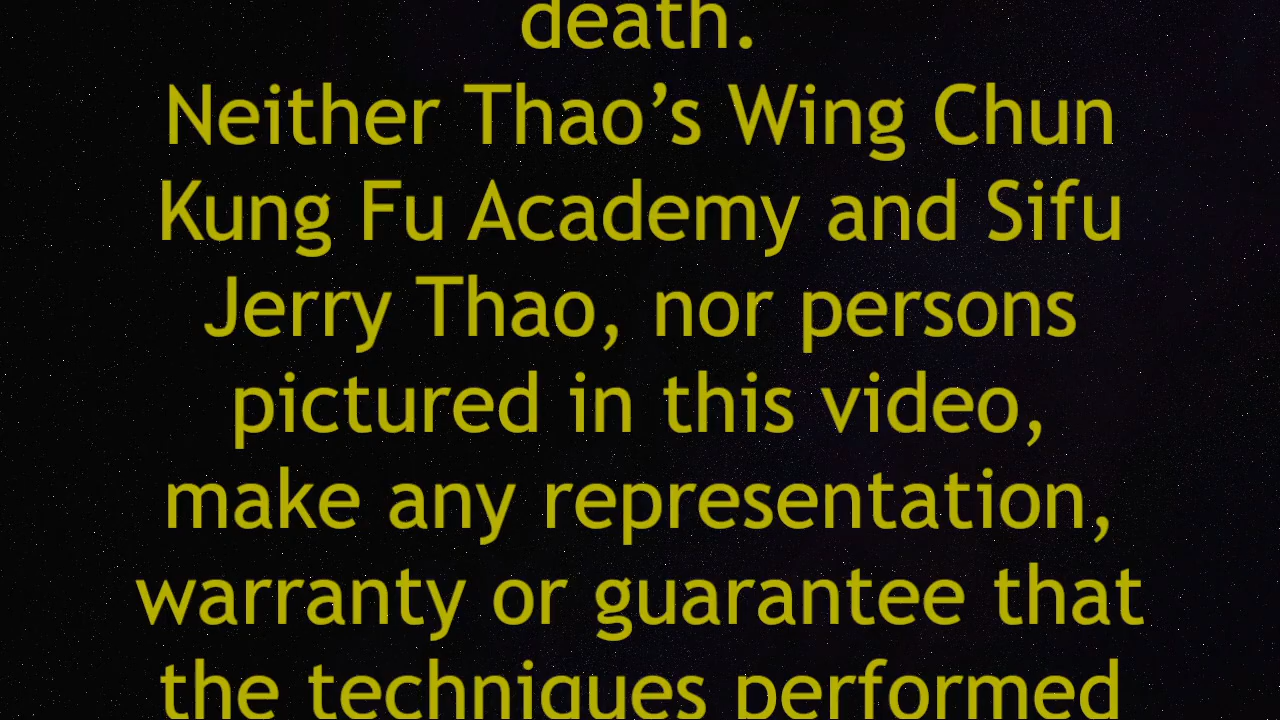 death.
Neither Thao’s Wing Chun
Kung Fu Academy and Sifu
Jerry Thao, nor persons
pictured in this video,
make any representation,
warranty or guarantee that
the techniques performed